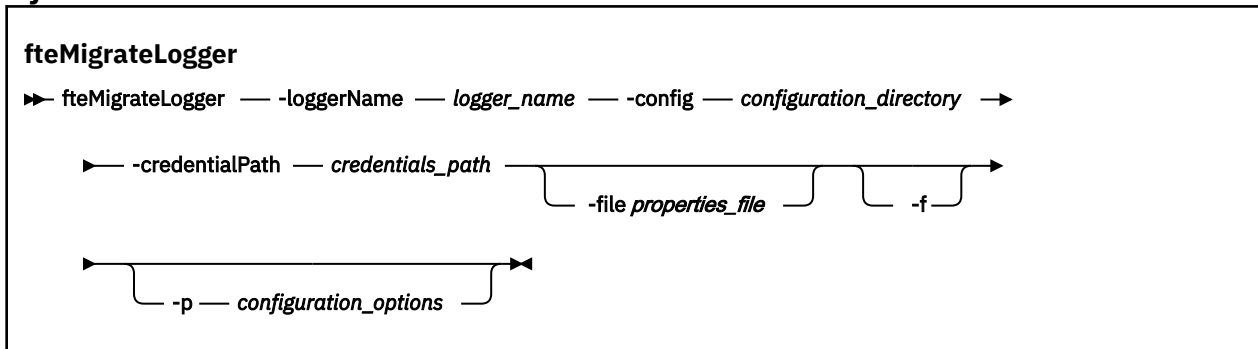 fteMigrateLogger
fteMigrateLogger -loggerName logger_name -config configuration_directory
-credentialPath credentials_path
-file properties_file -f
-p configuration_options